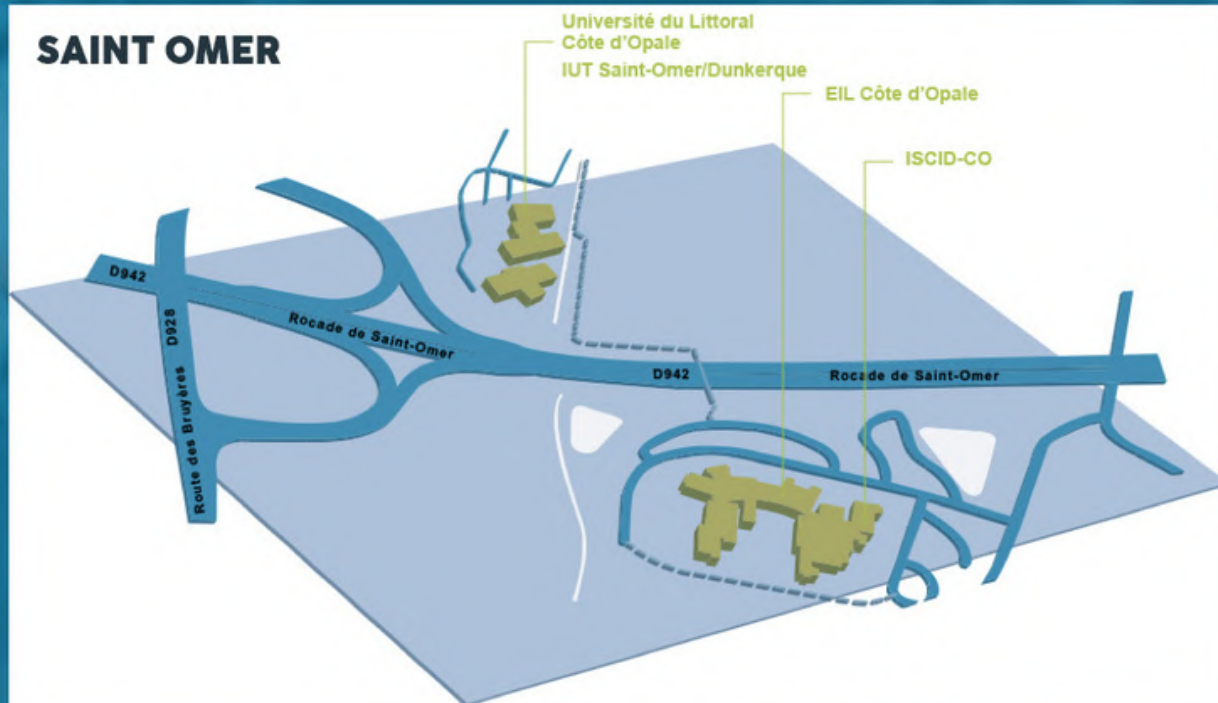 SAINT OMER
Université du Littoral
Côte d'Opale
IUT Saint-Omer/Dunkerque
EIL Côte d'Opale
ISCID-CO
D942
D928
Route des Bruyères
Rocade de Saint-Omer
D942
Rocade de Saint-Omer